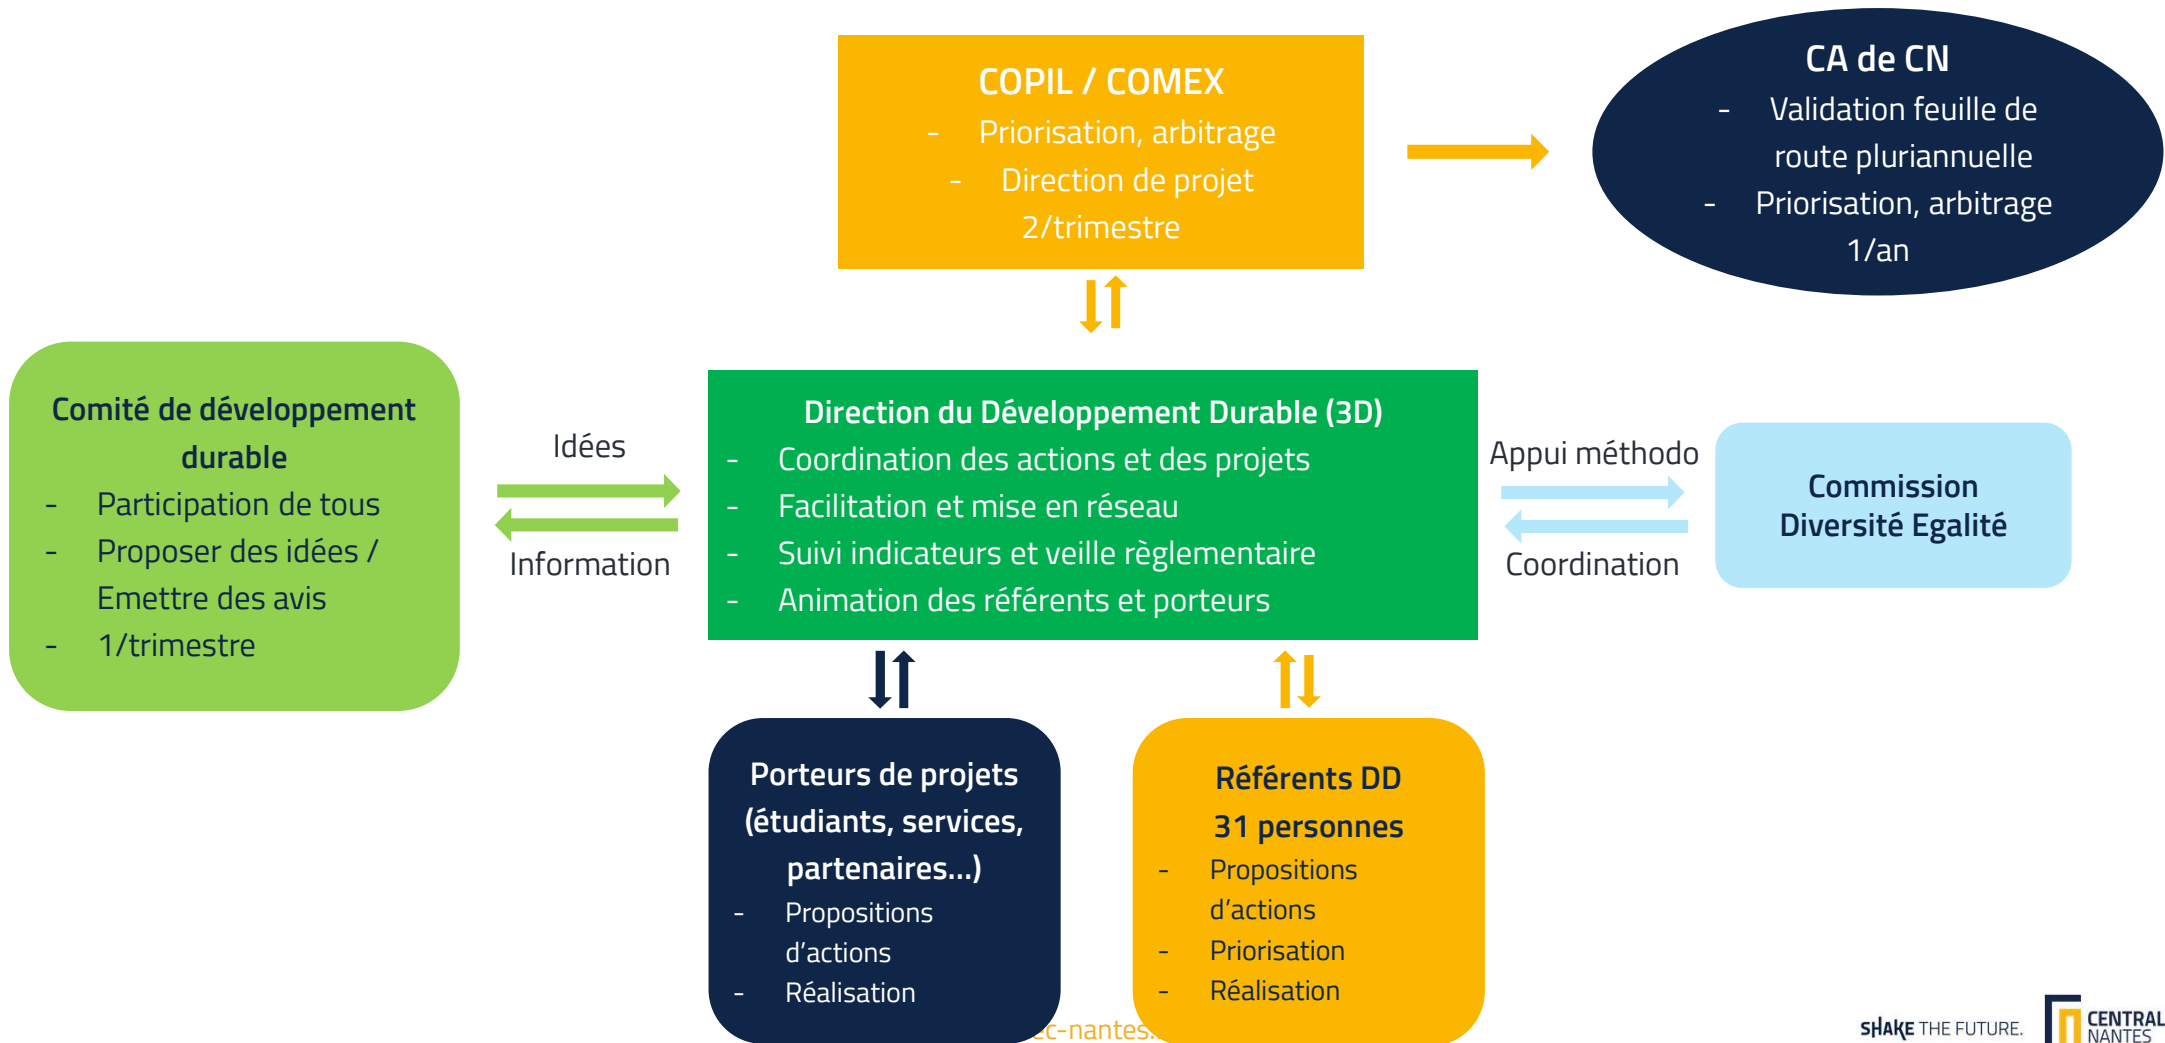 COPIL / COMEX
- Priorisation, arbitrage
- Direction de projet
2/trimestre
CA de CN
- Validation feuille de
route pluriannuelle
- Priorisation, arbitrage
1/an
Comité de développement
durable
- Participation de tous
- Proposer des idées /
Emettre des avis
- 1/trimestre
Idées
Information
Direction du Développement Durable (3D)
- Coordination des actions et des projets
- Facilitation et mise en réseau
- Suivi indicateurs et veille règlementaire
- Animation des référents et porteurs
Appui méthodo
Coordination
Commission
Diversité Egalité
Porteurs de projets
(étudiants, services,
partenaires...)
- Propositions
d'actions
- Réalisation
Référents DD
31 personnes
- Propositions
d'actions
- Priorisation
- Réalisation
c-nantes.
SHAKE THE FUTURE.
CENTRAL
NANTES